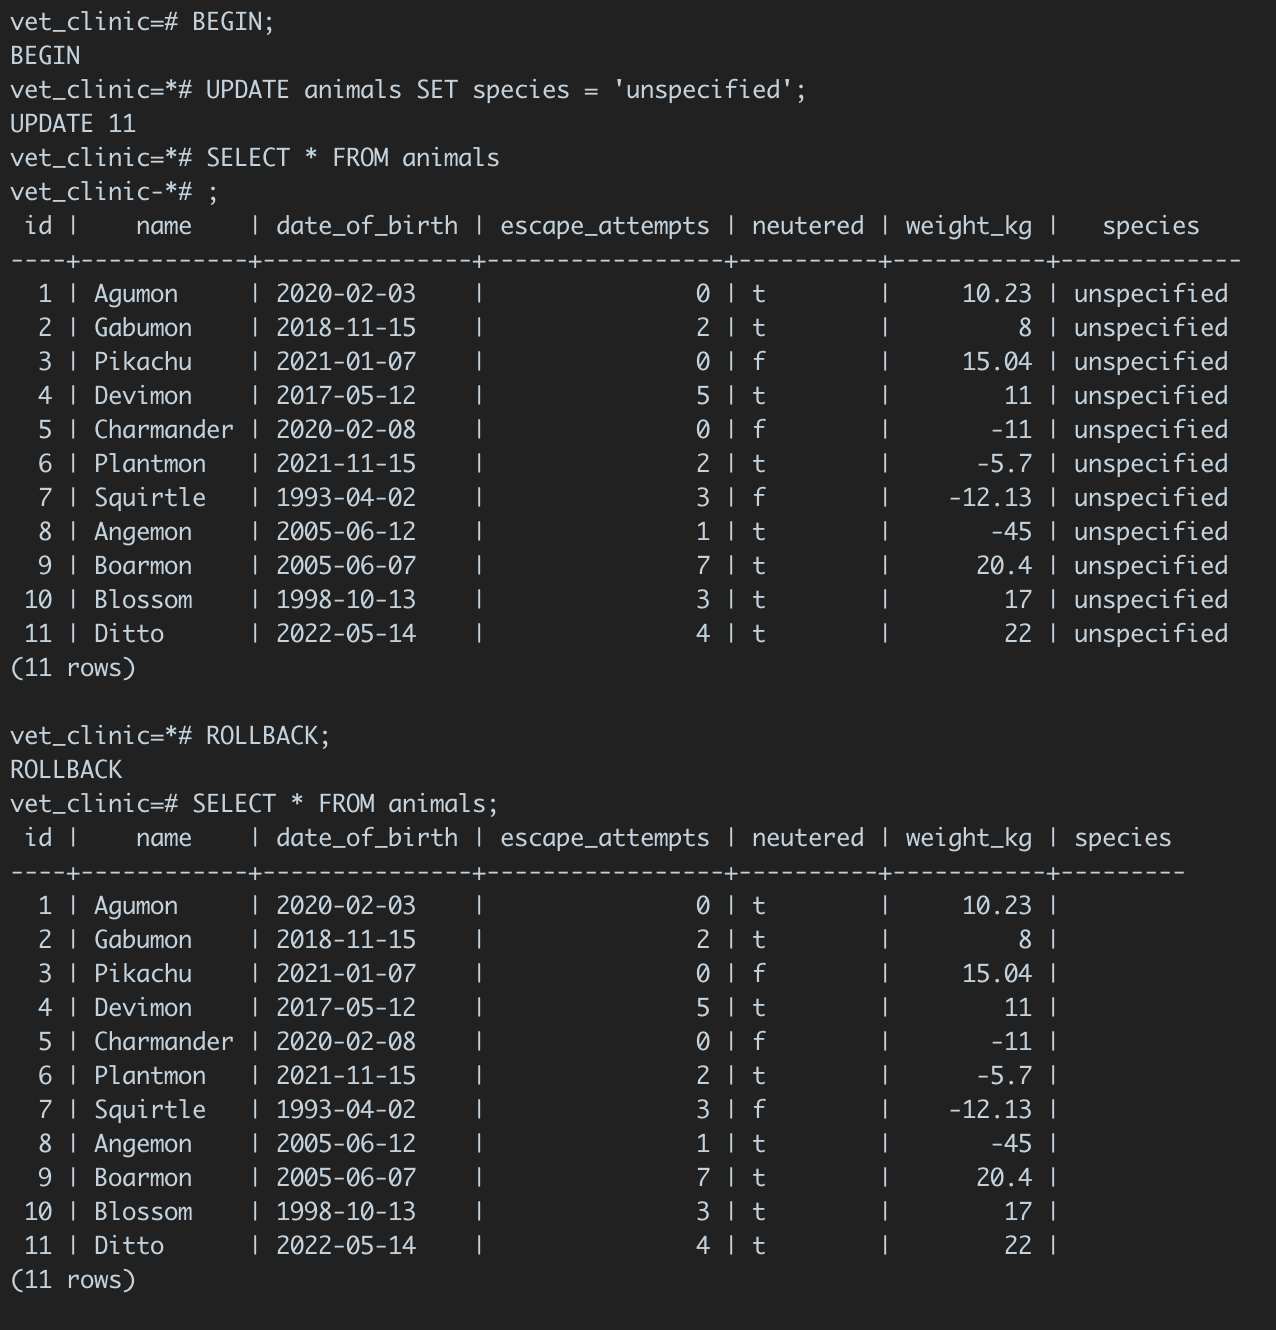 vet_clinic=# BEGIN;
BEGIN
vet_clinic=*# UPDATE animals SET species = 'unspecified';
UPDATE 11
vet_clinic=*# SELECT * FROM animals
vet_clinic-*# ;
 id |    name    | date_of_birth | escape_attempts | neutered | weight_kg |   species
----+------------+---------------+-----------------+----------+-----------+-------------
  1 | Agumon     | 2020-02-03    |               0 | t        |     10.23 | unspecified
  2 | Gabumon    | 2018-11-15    |               2 | t        |         8 | unspecified
  3 | Pikachu    | 2021-01-07    |               0 | f        |     15.04 | unspecified
  4 | Devimon    | 2017-05-12    |               5 | t        |        11 | unspecified
  5 | Charmander | 2020-02-08    |               0 | f        |       -11 | unspecified
  6 | Plantmon   | 2021-11-15    |               2 | t        |      -5.7 | unspecified
  7 | Squirtle   | 1993-04-02    |               3 | f        |    -12.13 | unspecified
  8 | Angemon    | 2005-06-12    |               1 | t        |       -45 | unspecified
  9 | Boarmon    | 2005-06-07    |               7 | t        |      20.4 | unspecified
 10 | Blossom    | 1998-10-13    |               3 | t        |        17 | unspecified
 11 | Ditto      | 2022-05-14    |               4 | t        |        22 | unspecified
(11 rows)

vet_clinic=*# ROLLBACK;
ROLLBACK
vet_clinic=# SELECT * FROM animals;
 id |    name    | date_of_birth | escape_attempts | neutered | weight_kg | species
----+------------+---------------+-----------------+----------+-----------+---------
  1 | Agumon     | 2020-02-03    |               0 | t        |     10.23 |
  2 | Gabumon    | 2018-11-15    |               2 | t        |         8 |
  3 | Pikachu    | 2021-01-07    |               0 | f        |     15.04 |
  4 | Devimon    | 2017-05-12    |               5 | t        |        11 |
  5 | Charmander | 2020-02-08    |               0 | f        |       -11 |
  6 | Plantmon   | 2021-11-15    |               2 | t        |      -5.7 |
  7 | Squirtle   | 1993-04-02    |               3 | f        |    -12.13 |
  8 | Angemon    | 2005-06-12    |               1 | t        |       -45 |
  9 | Boarmon    | 2005-06-07    |               7 | t        |      20.4 |
 10 | Blossom    | 1998-10-13    |               3 | t        |        17 |
 11 | Ditto      | 2022-05-14    |               4 | t        |        22 |
(11 rows)